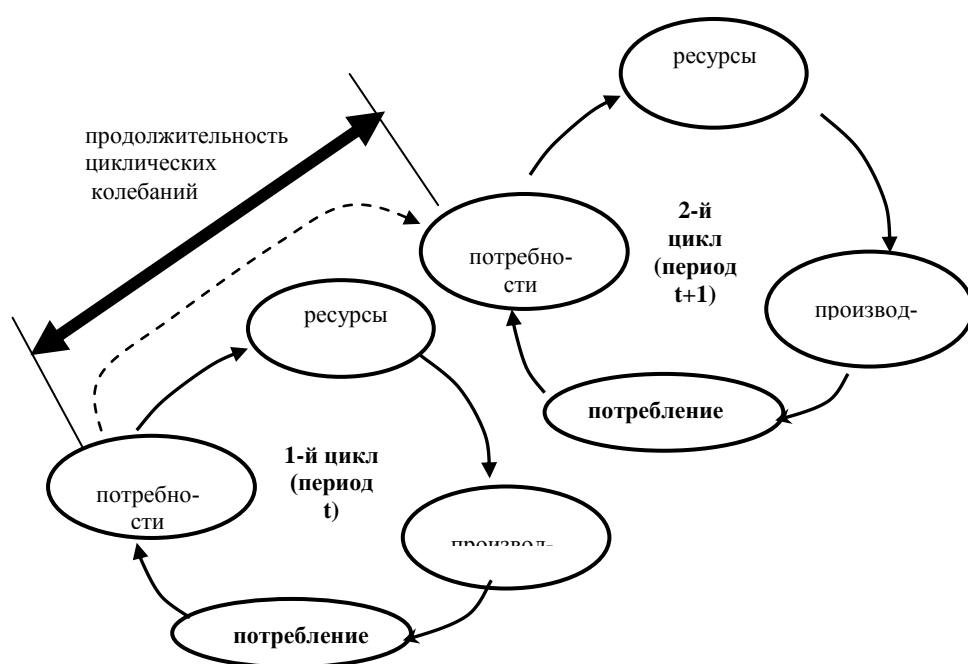 ресурсы
продолжительность
циклических
колебаний
2-й
цикл
(период
t+1)
потребно-
сти
производ-
ресурсы
потребление
1-й цикл
(период
t)
потребно-
сти
производ-
потребление